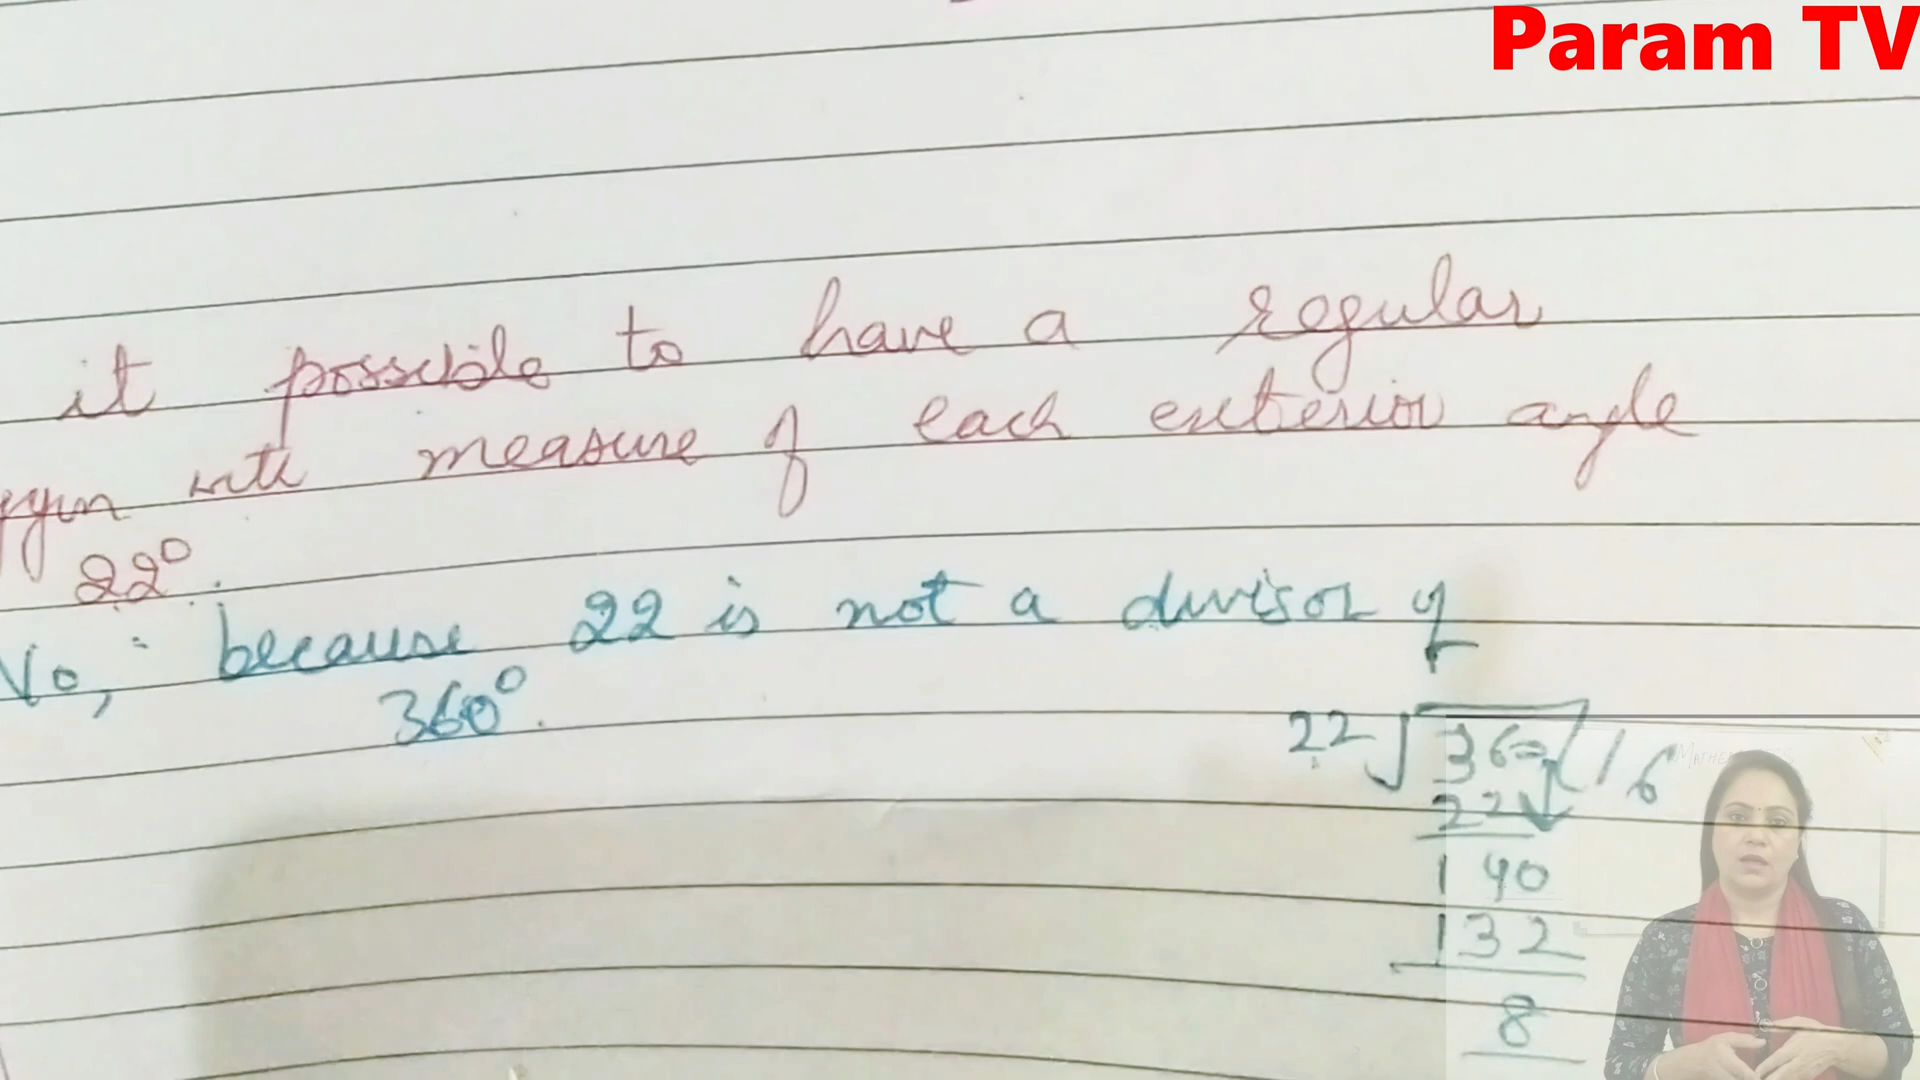 Param TV
it possible to have a regular
gon with measure of each exterior angle
22°.
No, because 22 is not a divisor of
360°.
22 360 16
22
140
132
8